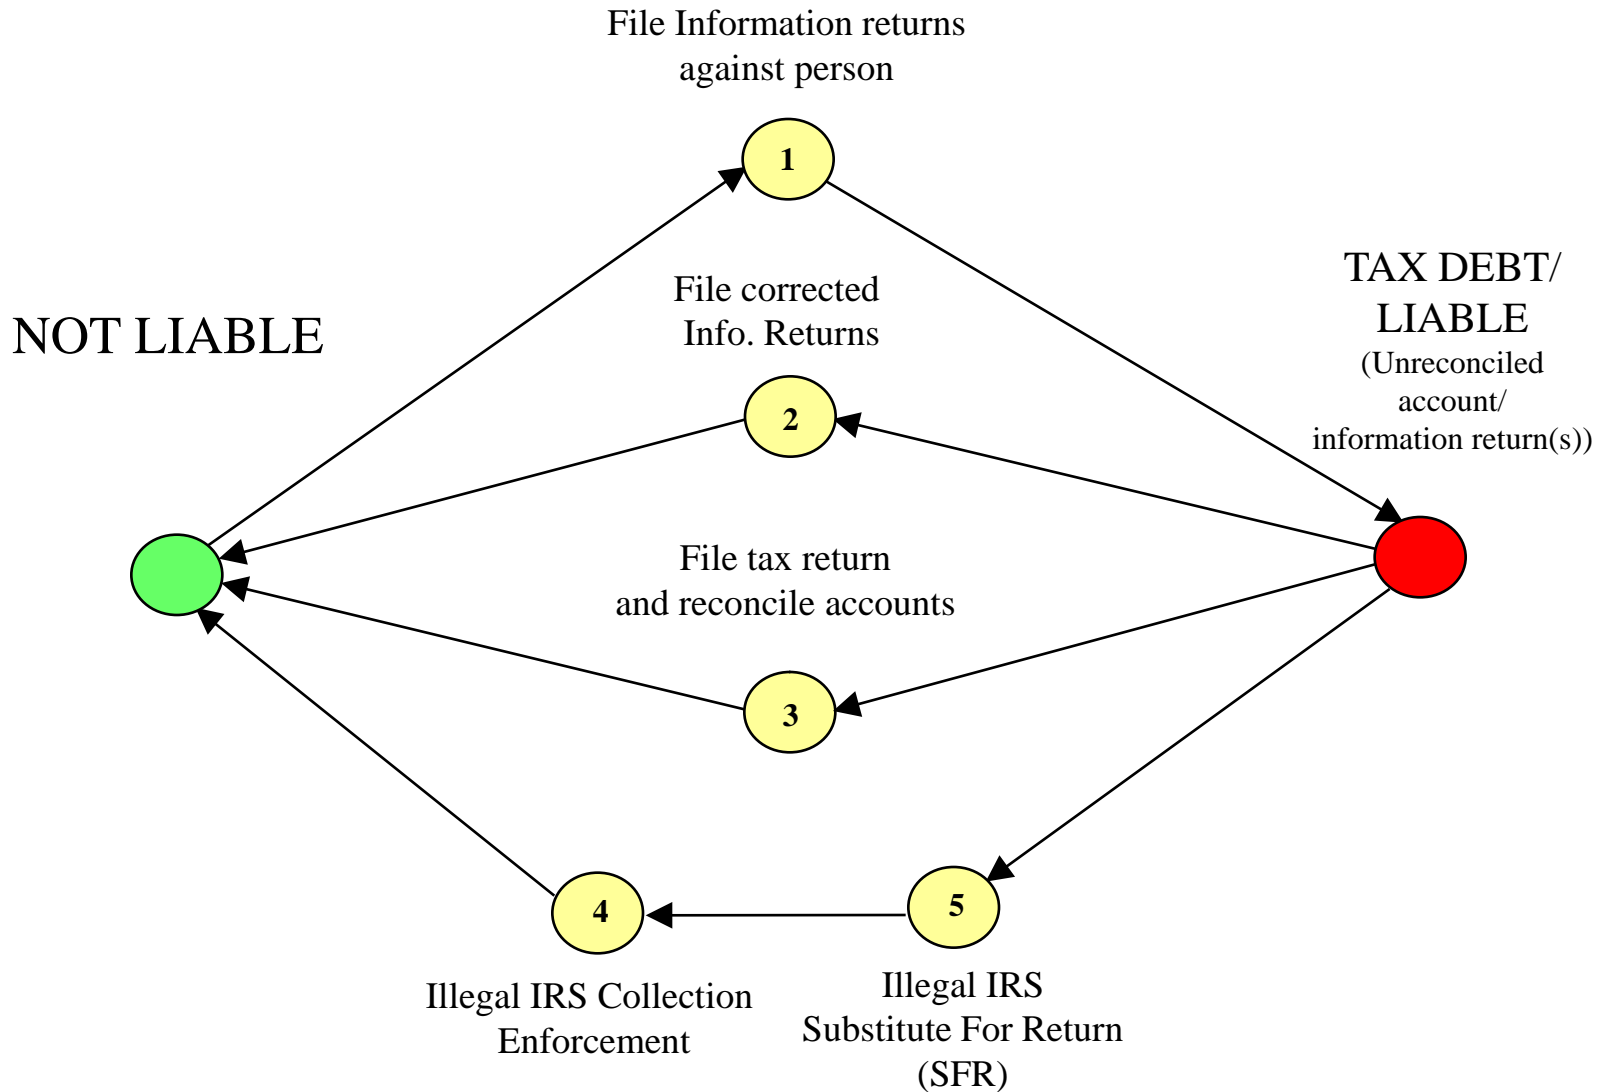 File Information returns
against person
1
File corrected
Info. Returns
TAX DEBT/
LIABLE
(Unreconciled
account/
information return(s))
NOT LIABLE
2
File tax return
and reconcile accounts
3
4
5
Illegal IRS Collection
Enforcement
Illegal IRS
Substitute For Return
(SFR)